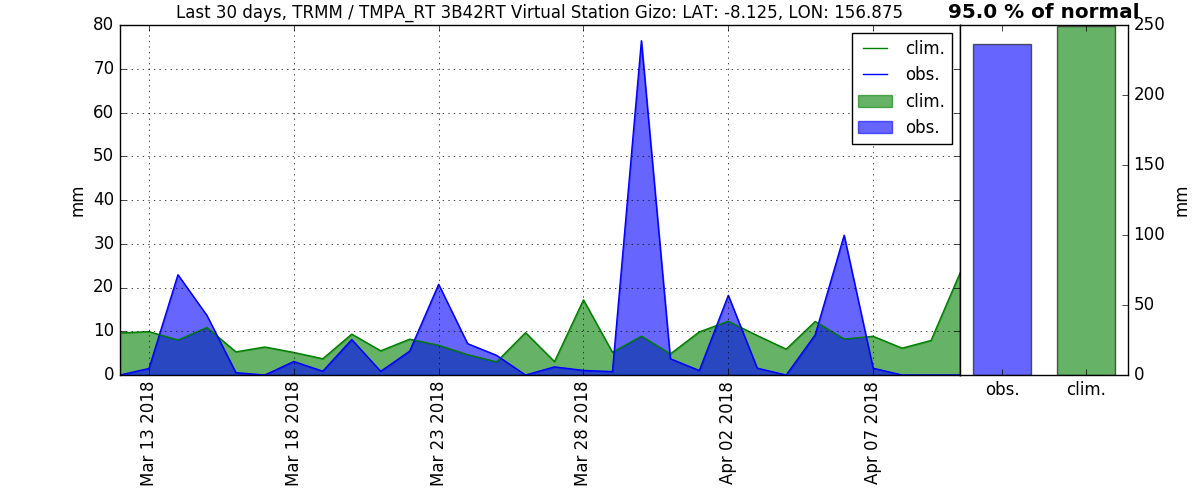 Last 30 days, TRMM / TMPA_RT 3B42RT Virtual Station Gizo: LAT: -8.125, LON: 156.875
95.0 % of normal
80
70
60
50
40
30
20
10
0
mm
clim.
obs.
clim.
obs.
250
200
150
100
50
0
mm
obs.
clim.
Mar 13 2018
Mar 18 2018
Mar 23 2018
Mar 28 2018
Apr 02 2018
Apr 07 2018